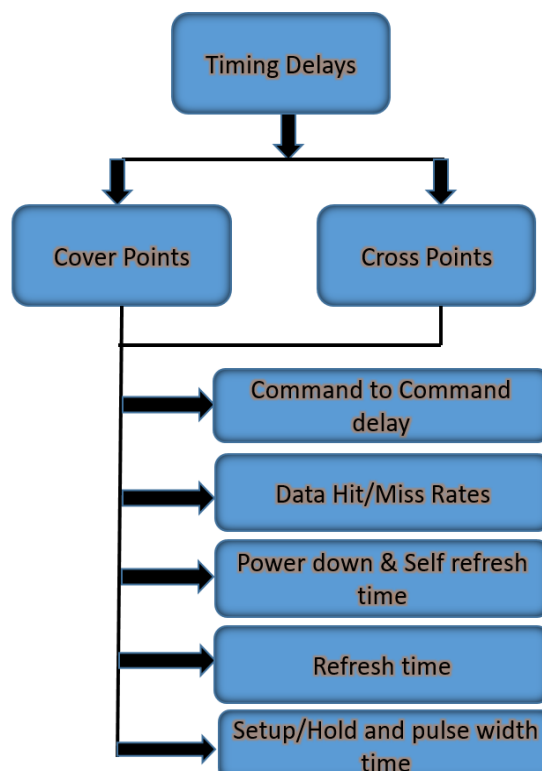 Timing Delays
Cover Points
Cross Points
Command to Command
delay
Data Hit/Miss Rates
Power down & Self refresh
time
Refresh time
Setup/Hold and pulse width
time